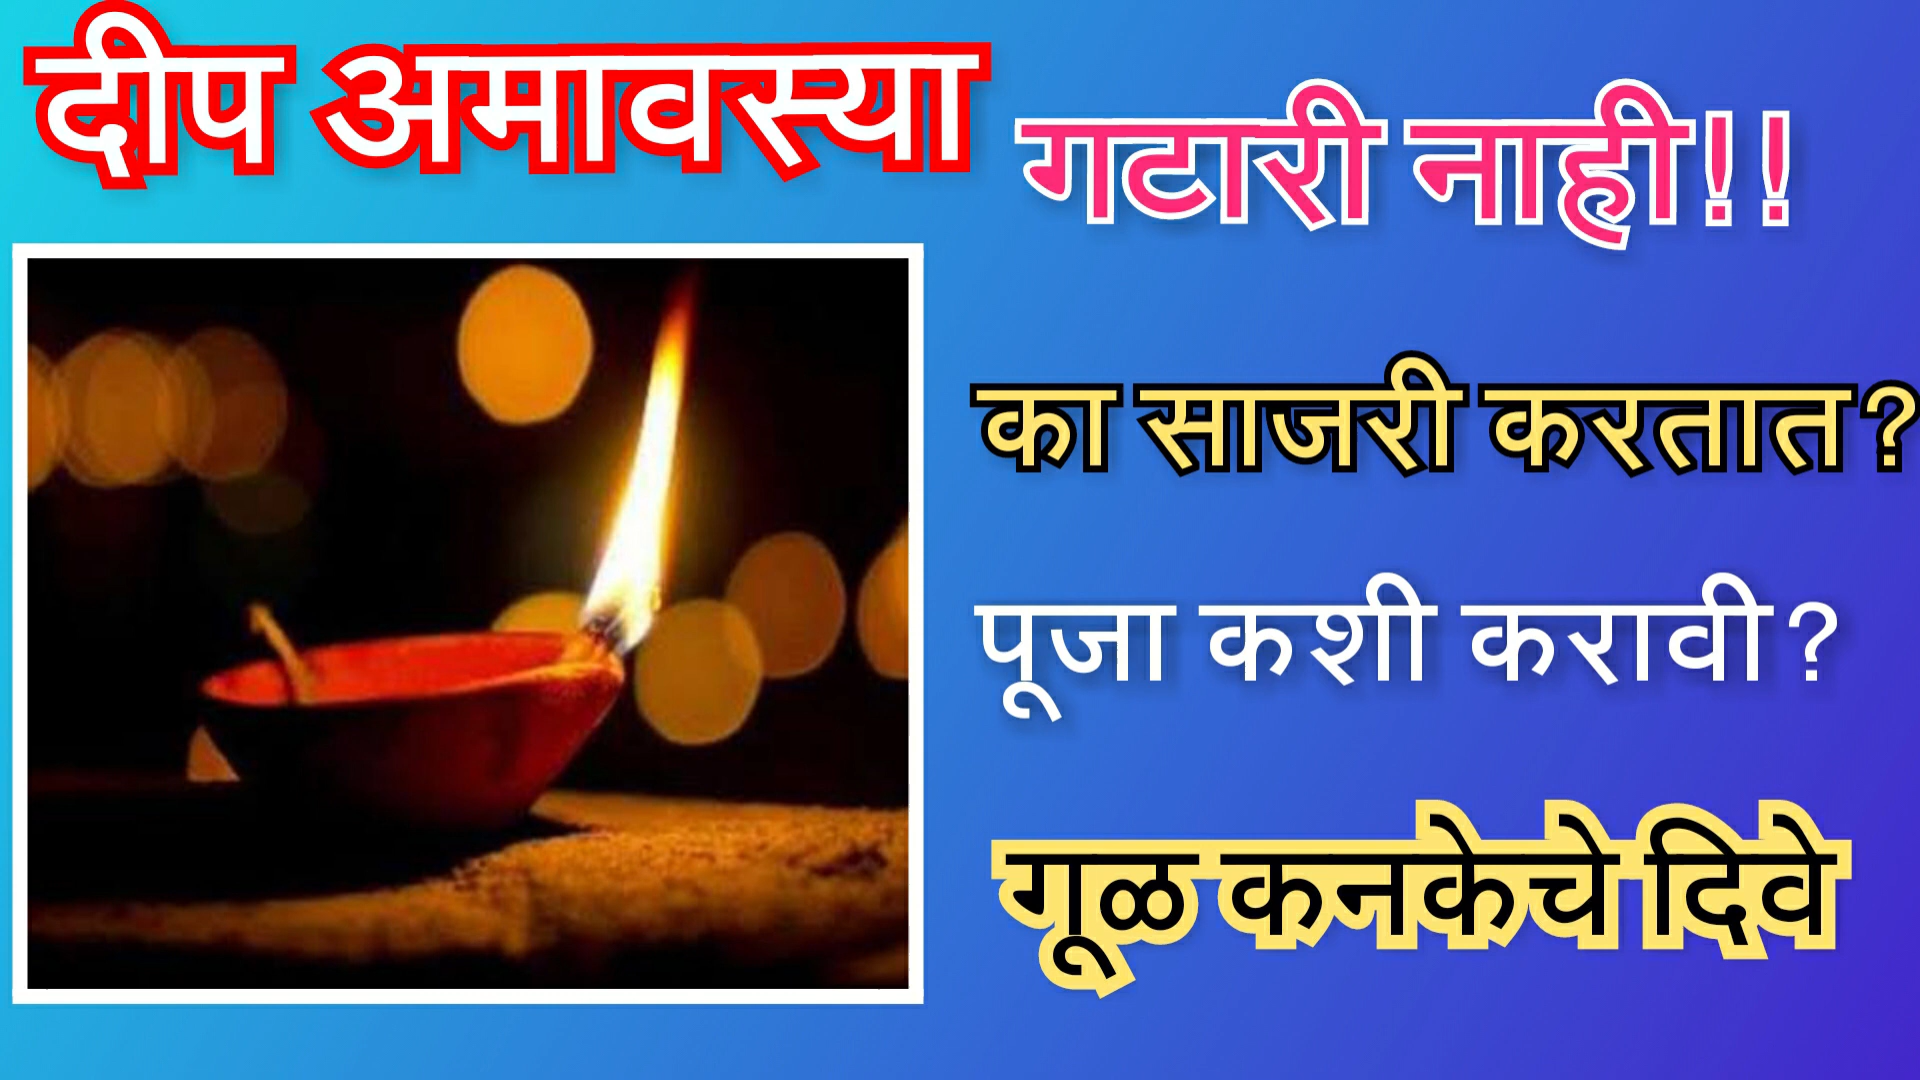 दीप अमावस्या
गटारी नाही!!
का साजरी करतात?
पूजा कशी करावी?
गूळ कनकेचे दिवे